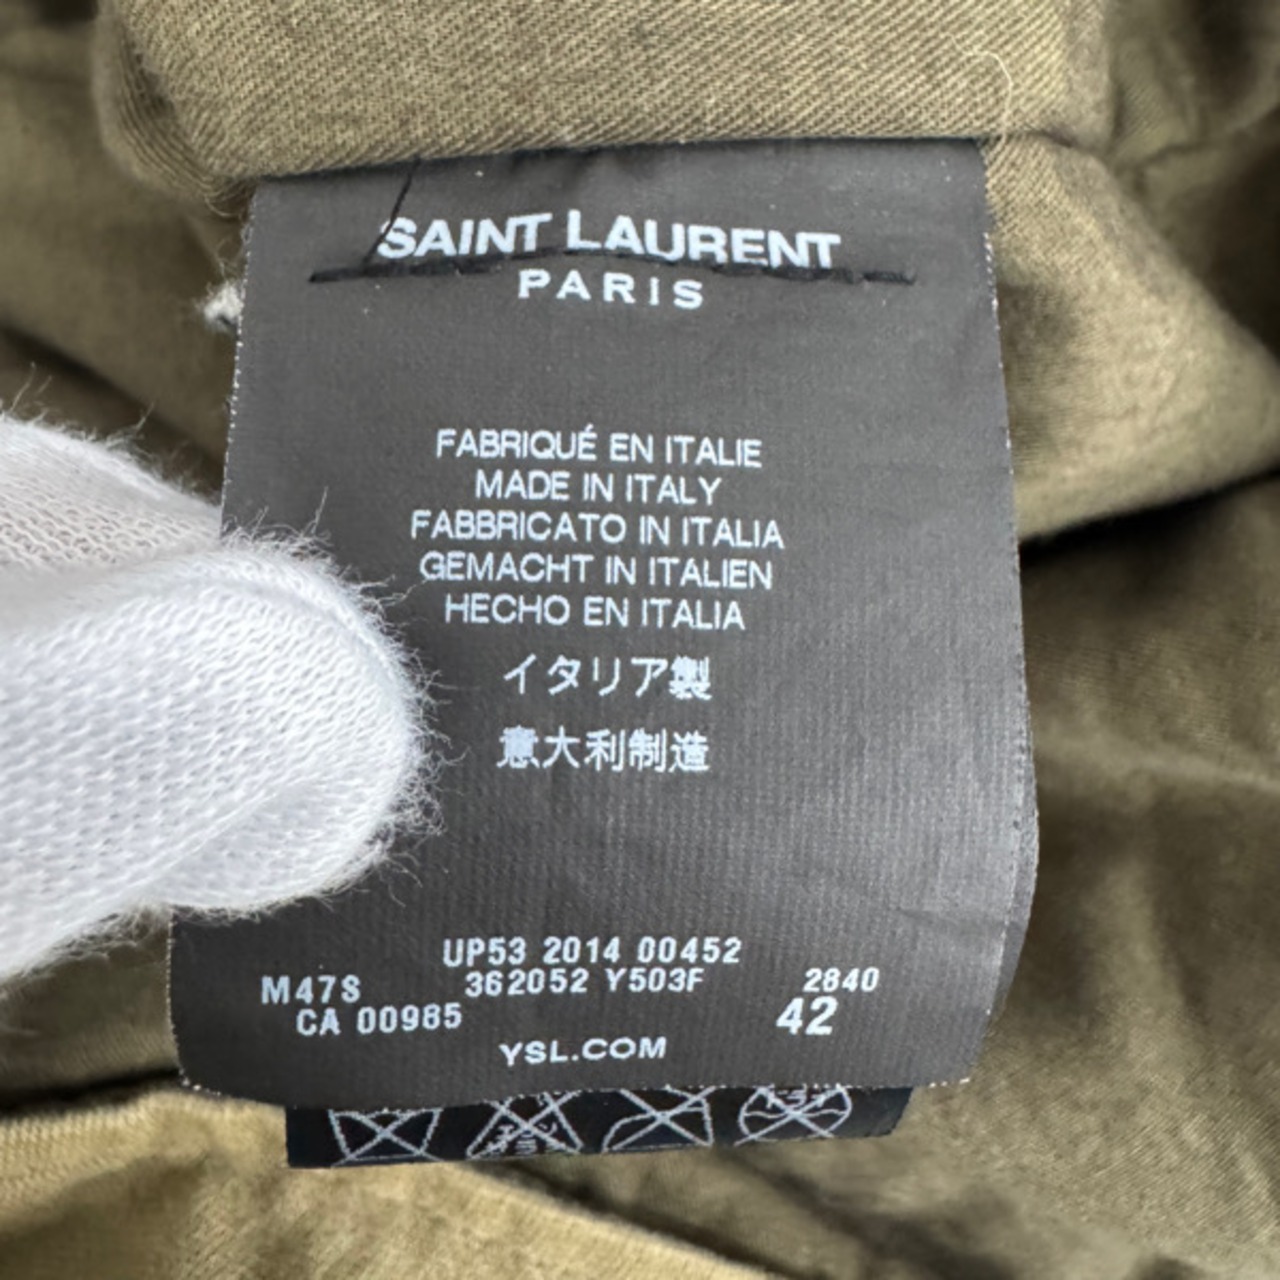 SAINT LAURENT
PARIS
FABRIQUÉ EN ITALIE
MADE IN ITALY
FABBRICATO IN ITALIA
GEMACHT IN ITALIEN
HECHO EN ITALIA
イタリア製
意大利制造
UP53 2014 00452
M47S 362052 Y503F 2840
CA 00985 42
YSL.COM